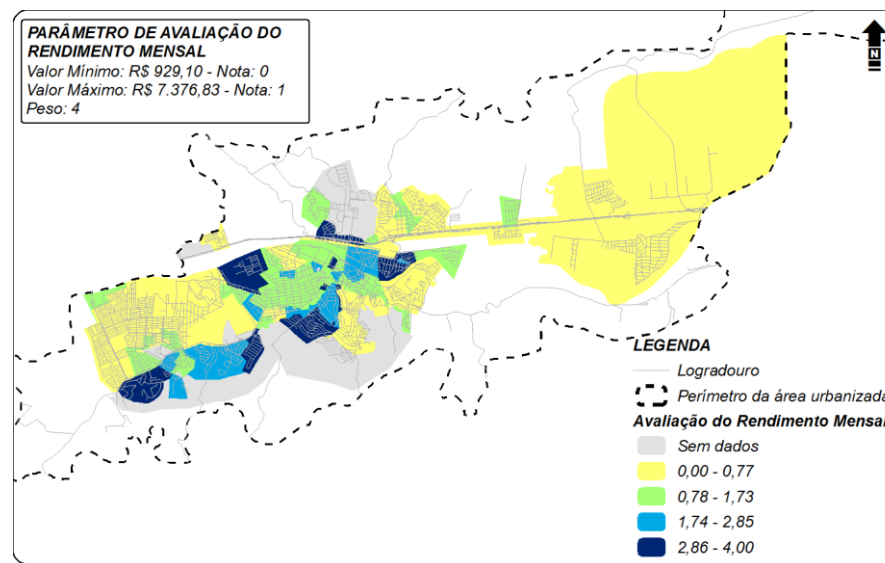 PARÂMETRO DE AVALIAÇÃO DO
RENDIMENTO MENSAL
Valor Mínimo: R$ 929,10 - Nota: 0
Valor Máximo: R$ 7.376,83 - Nota: 1
Peso: 4
N
LEGENDA
Logradouro
Perímetro da área urbanizada
Avaliação do Rendimento Mensal
Sem dados
0,00 - 0,77
0,78 - 1,73
1,74 - 2,85
2,86 - 4,00